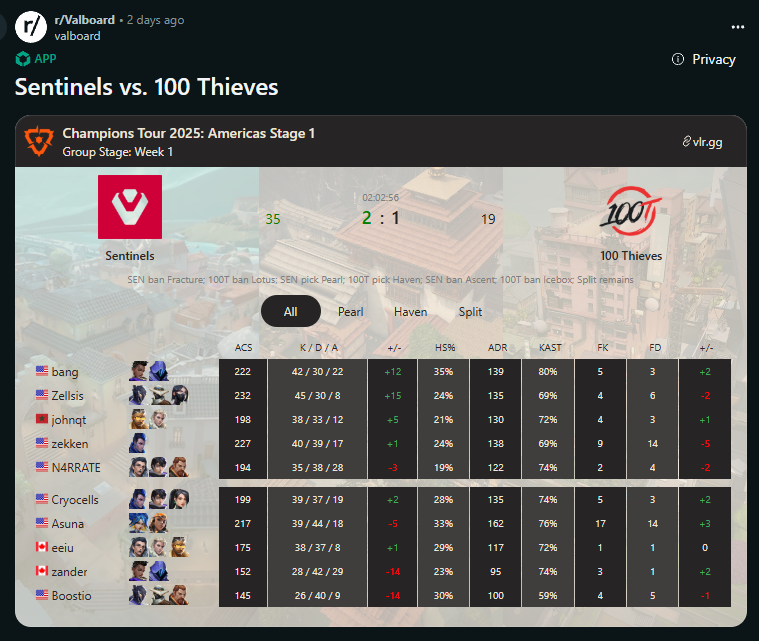 r/
r/Valboard • 2 days ago
valboard
APP
Privacy
Sentinels vs. 100 Thieves
Champions Tour 2025: Americas Stage 1
Group Stage: Week 1
vlr.gg
02:02:56
35 2 : 1 19
100T
Sentinels 100 Thieves
SEN ban Fracture; 100T ban Lotus; SEN pick Pearl; 100T pick Haven; SEN ban Ascent; 100T ban Icebox; Split remains
All Pearl Haven Split
ACS K / D / A +/- HS% ADR KAST FK FD +/-
bang 222 42 / 30 / 22 +12 35% 139 80% 5 3 +2
Zellsis 232 45 / 30 / 8 +15 24% 135 69% 4 6 -2
johnqt 198 38 / 33 / 12 +5 21% 130 72% 4 3 +1
zekken 227 40 / 39 / 17 +1 24% 138 69% 9 14 -5
N4RRATE 194 35 / 38 / 28 -3 19% 122 74% 2 4 -2
Cryocells 199 39 / 37 / 19 +2 28% 135 74% 5 3 +2
Asuna 217 39 / 44 / 18 -5 33% 162 76% 17 14 +3
eeiu 175 38 / 37 / 8 +1 29% 117 72% 1 1 0
zander 152 28 / 42 / 29 -14 23% 95 74% 3 1 +2
Boostio 145 26 / 40 / 9 -14 30% 100 59% 4 5 -1